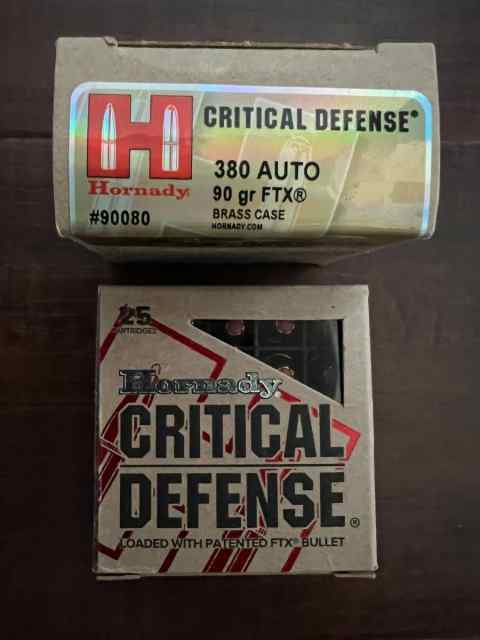 CRITICAL DEFENSE®
380 AUTO
Hornady®
90 gr FTX®
#90080
BRASS CASE
HORNADY.COM
25
CARTRIDGES
Hornady®
CRITICAL
DEFENSE®
LOADED WITH PATENTED FTX® BULLET